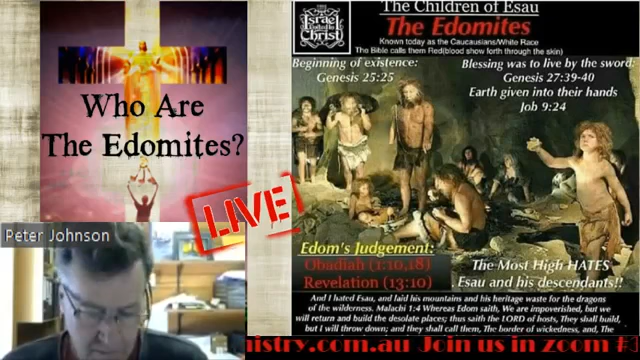 Who Are
The Edomites?
LIVE
Peter Johnson
Israel
United In
Christ
The Children of Esau
The Edomites
Known today as the Caucasians/White Race
The Bible calls them Red(blood show forth through the skin)
Beginning of existence:
Genesis 25:25
Blessing was to live by the sword:
Genesis 27:39-40
Earth given into their hands
Job 9:24
Edom's Judgement:
Obadiah (1:10,18)
Revelation (13:10)
The Most High HATES
Esau and his descendants!!
And I hated Esau, and laid his mountains and his heritage waste for the dragons
of the wilderness. Malachi 1:4 Whereas Edom saith, We are impoverished, but we
will return and build the desolate places; thus saith the LORD of hosts, They shall build,
but I will throw down; and they shall call them, The border of wickedness, and, The
istry.com.au Join us in zoom